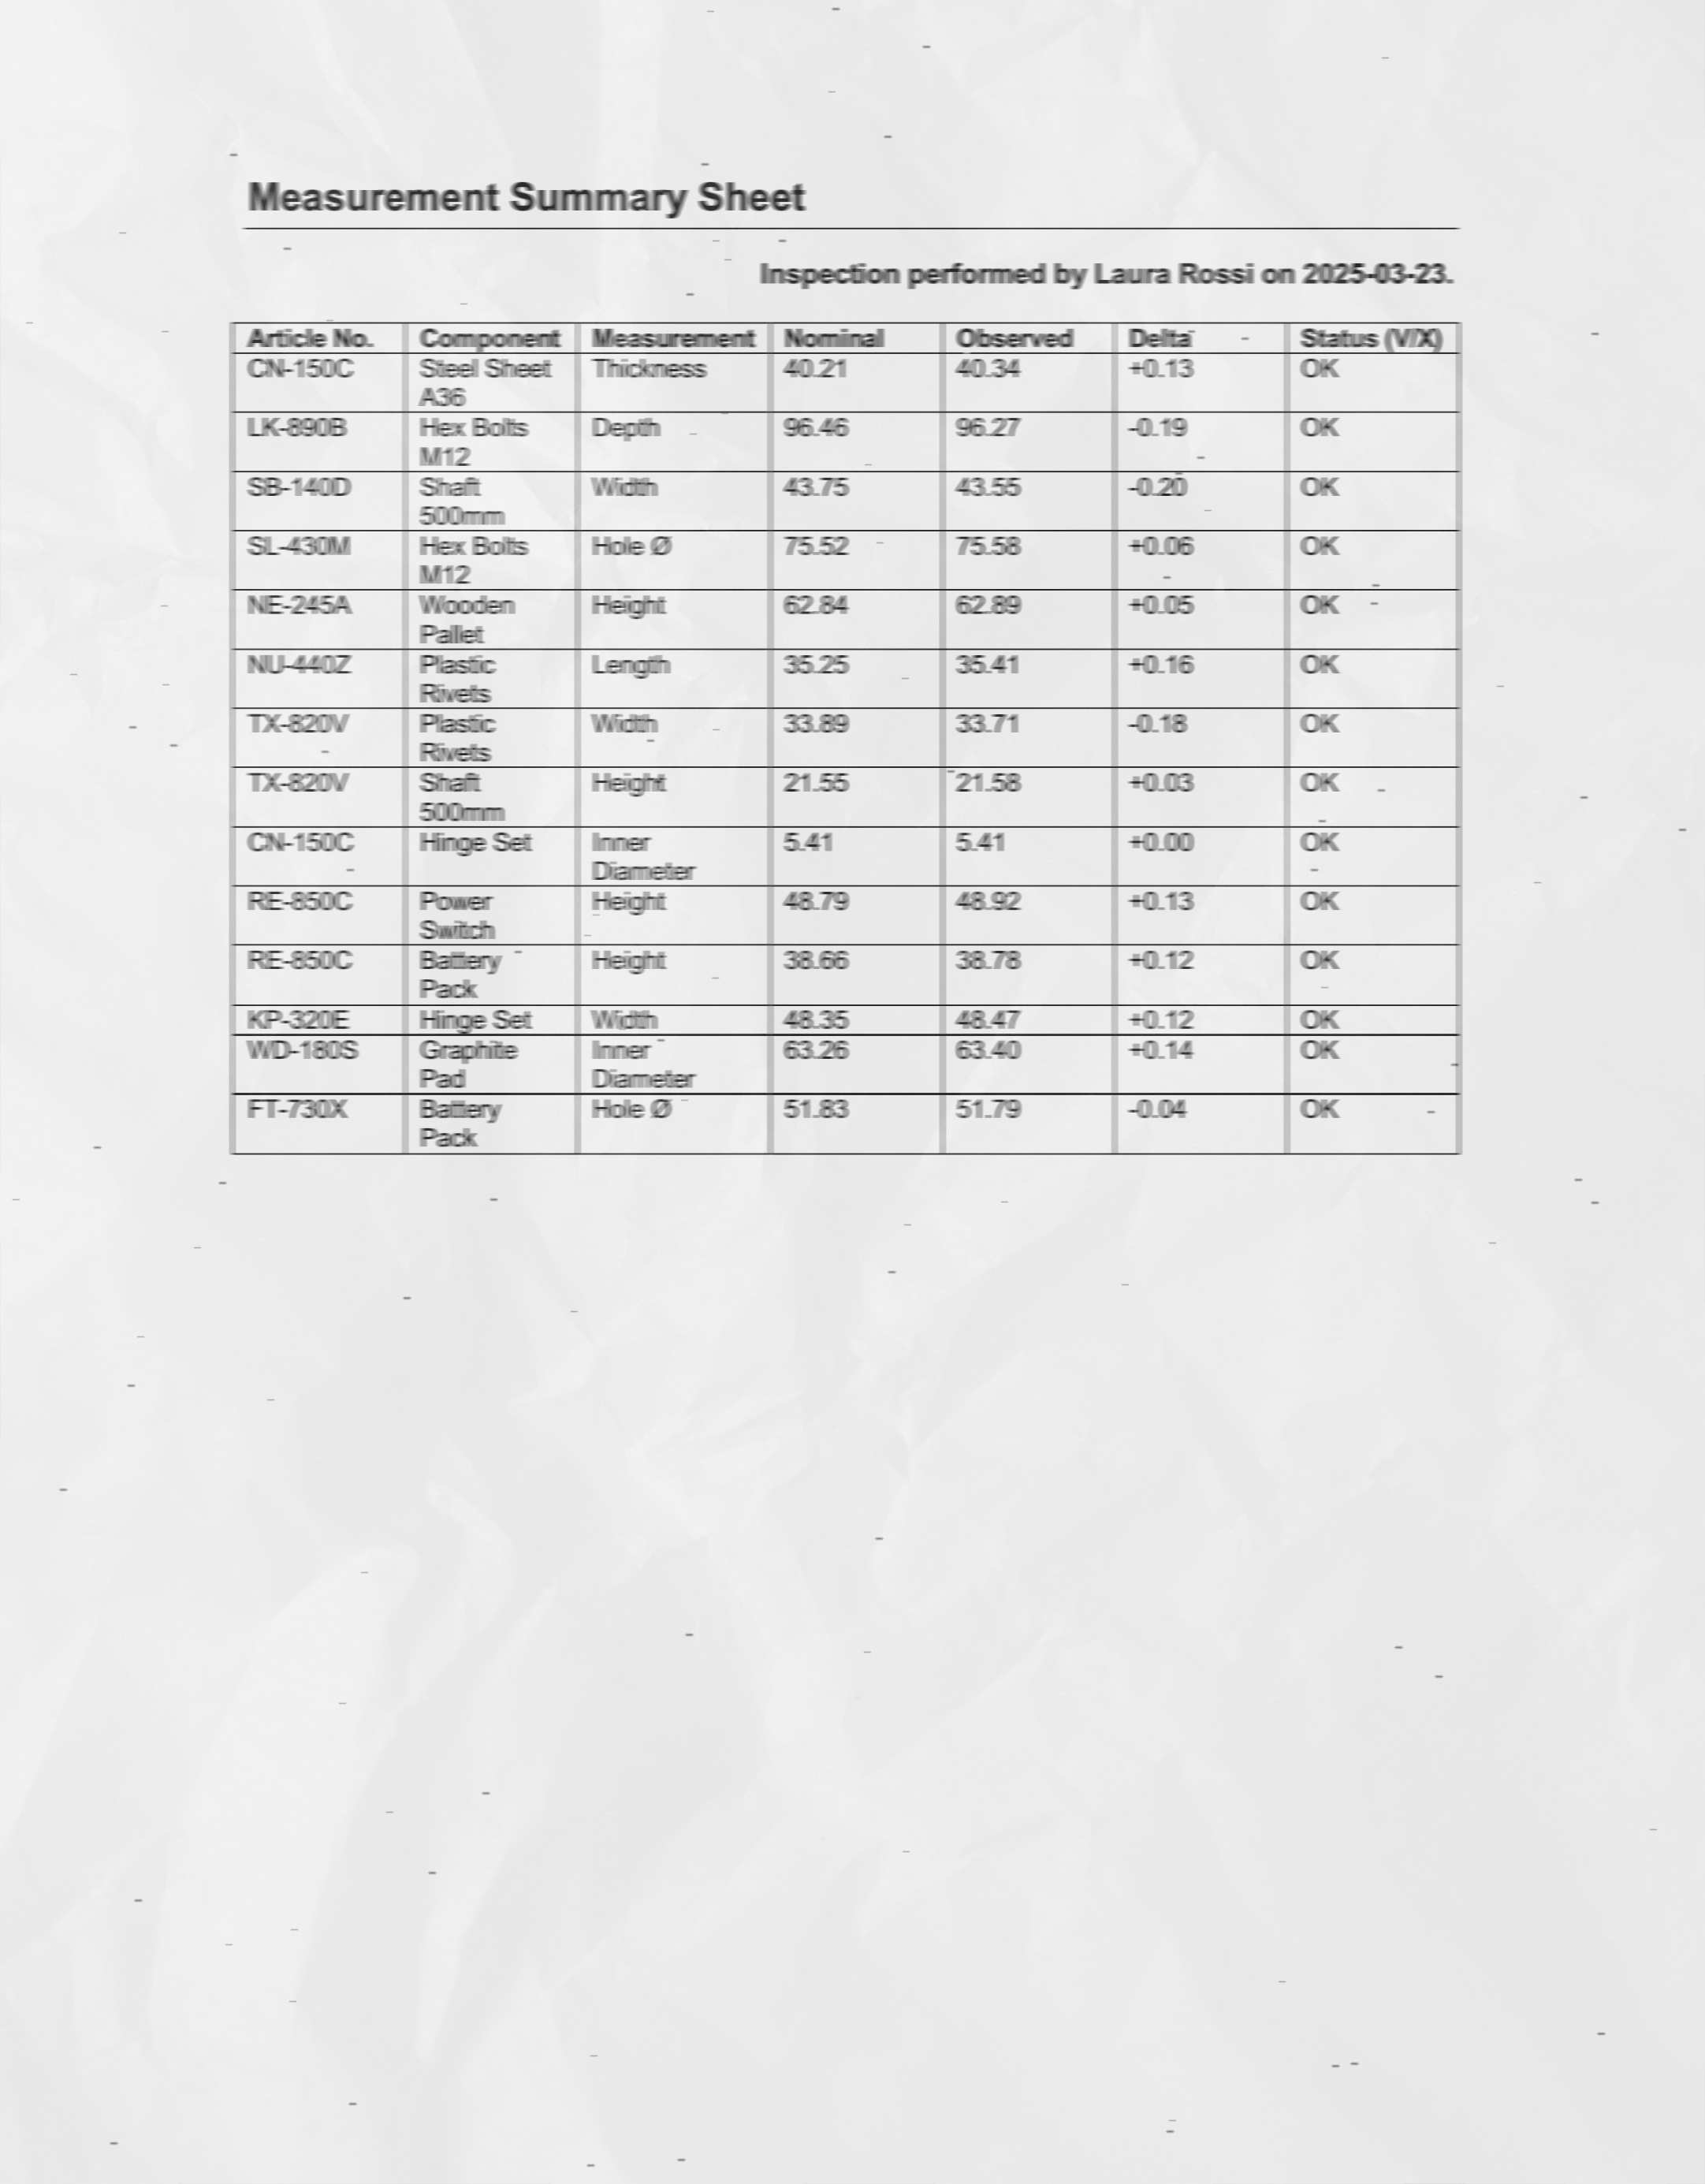 Measurement Summary Sheet
Inspection performed by Laura Rossi on 2025-03-23.
Article No. Component Measurement Nominal Observed Delta Status (V/X)
CN-150C Steel Sheet A36 Thickness 40.21 40.34 +0.13 OK
LK-890B Hex Bolts M12 Depth 96.46 96.27 -0.19 OK
SB-140D Shaft 500mm Width 43.75 43.55 -0.20 OK
SL-430M Hex Bolts M12 Hole Ø 75.52 75.58 +0.06 OK
NE-245A Wooden Pallet Height 62.84 62.89 +0.05 OK
NU-440Z Plastic Rivets Length 35.25 35.41 +0.16 OK
TX-820V Plastic Rivets Width 33.89 33.71 -0.18 OK
TX-820V Shaft 500mm Height 21.55 21.58 +0.03 OK
CN-150C Hinge Set Inner Diameter 5.41 5.41 +0.00 OK
RE-850C Power Switch Height 48.79 48.92 +0.13 OK
RE-850C Battery Pack Height 38.66 38.78 +0.12 OK
KP-320E Hinge Set Width 48.35 48.47 +0.12 OK
WD-180S Graphite Pad Inner Diameter 63.26 63.40 +0.14 OK
FT-730X Battery Pack Hole Ø 51.83 51.79 -0.04 OK